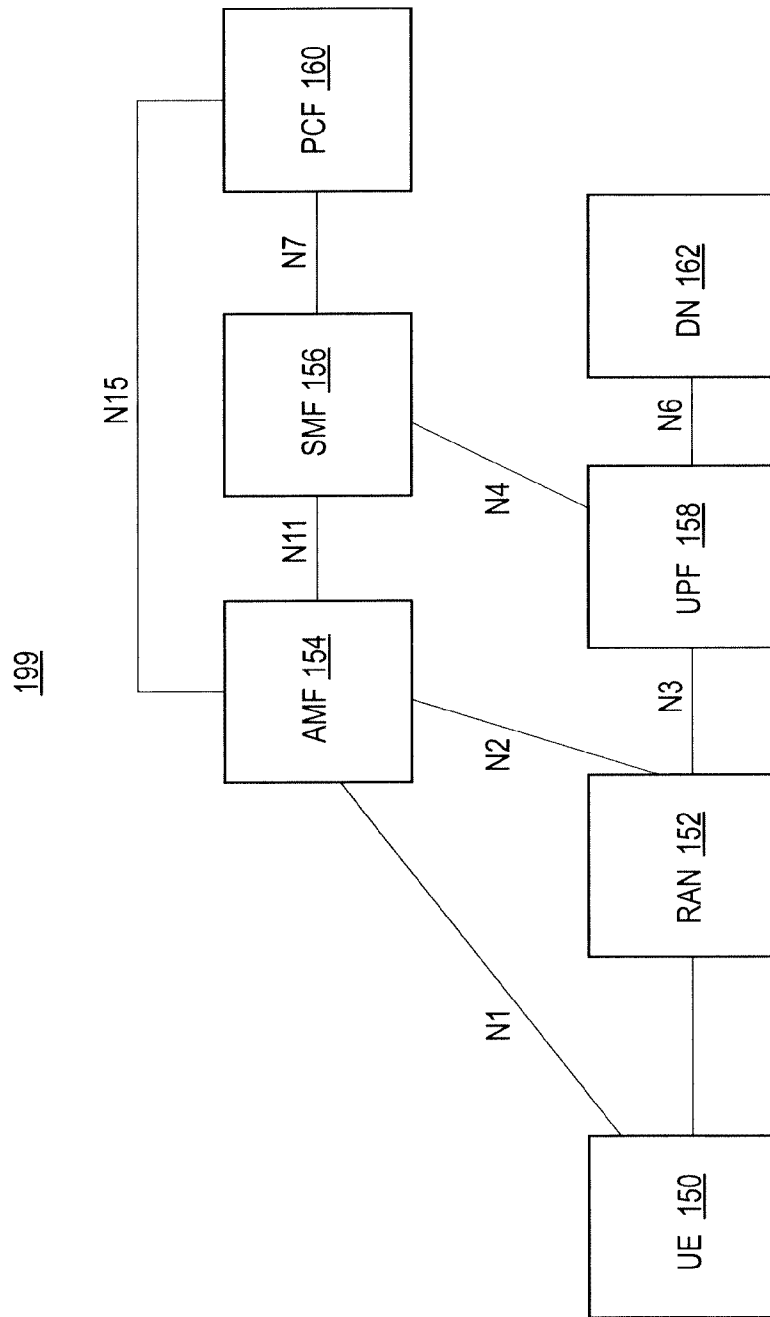 199
N15
AMF 154
N11
SMF 156
N7
PCF 160
N1
N2
N4
UE 150
RAN 152
N3
UPF 158
N6
DN 162